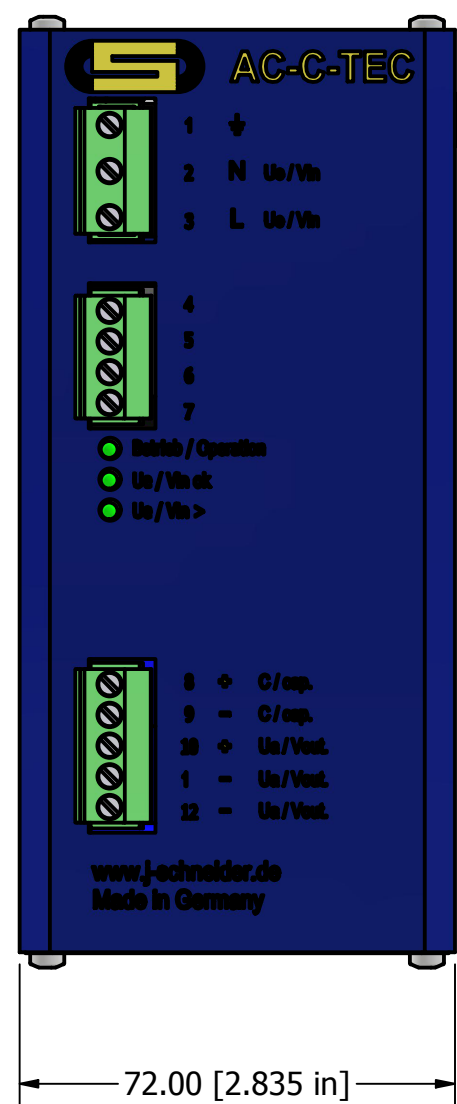 AC-C-TEC
1
2 N Ue/Vin
3 L Ue/Vin
4
5
6
7
Betrieb / Operation
Ue / Vin ok
Ue / Vin >
8 + C/cap.
9 - C/cap.
10 + Ua/Vout.
1 - Ua/Vout.
12 - Ua/Vout.
www.j-schneider.de
Made in Germany
72.00 [2.835 in]